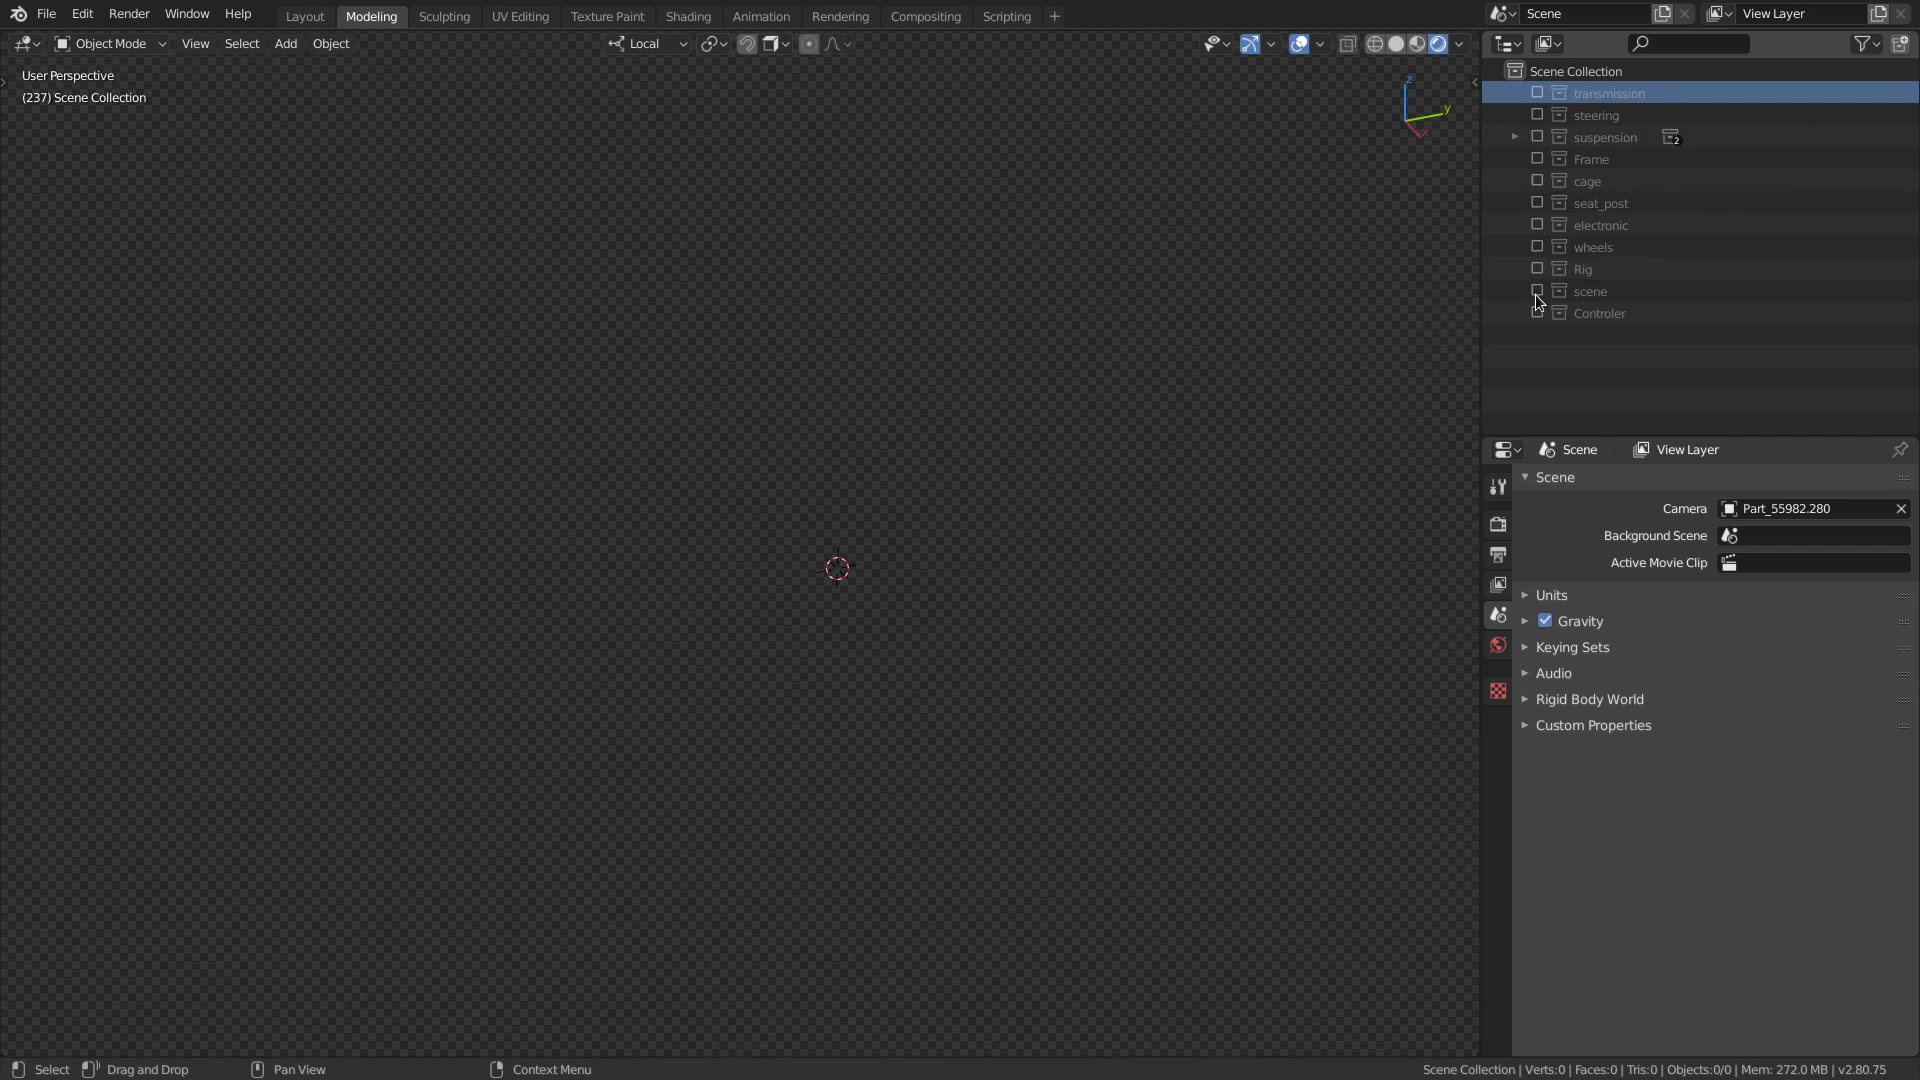 File Edit Render Window Help Layout Modeling Sculpting UV Editing Texture Paint Shading Animation Rendering Compositing Scripting + Scene View Layer
Object Mode View Select Add Object Local
User Perspective
(237) Scene Collection
z
y
x
Scene Collection
transmission
steering
suspension 2
Frame
cage
seat_post
electronic
wheels
Rig
scene
Controler
Scene View Layer
Scene
Camera Part_55982.280
Background Scene
Active Movie Clip
Units
Gravity
Keying Sets
Audio
Rigid Body World
Custom Properties
Select Drag and Drop Pan View Context Menu Scene Collection | Verts:0 | Faces:0 | Tris:0 | Objects:0/0 | Mem: 272.0 MB | v2.80.75